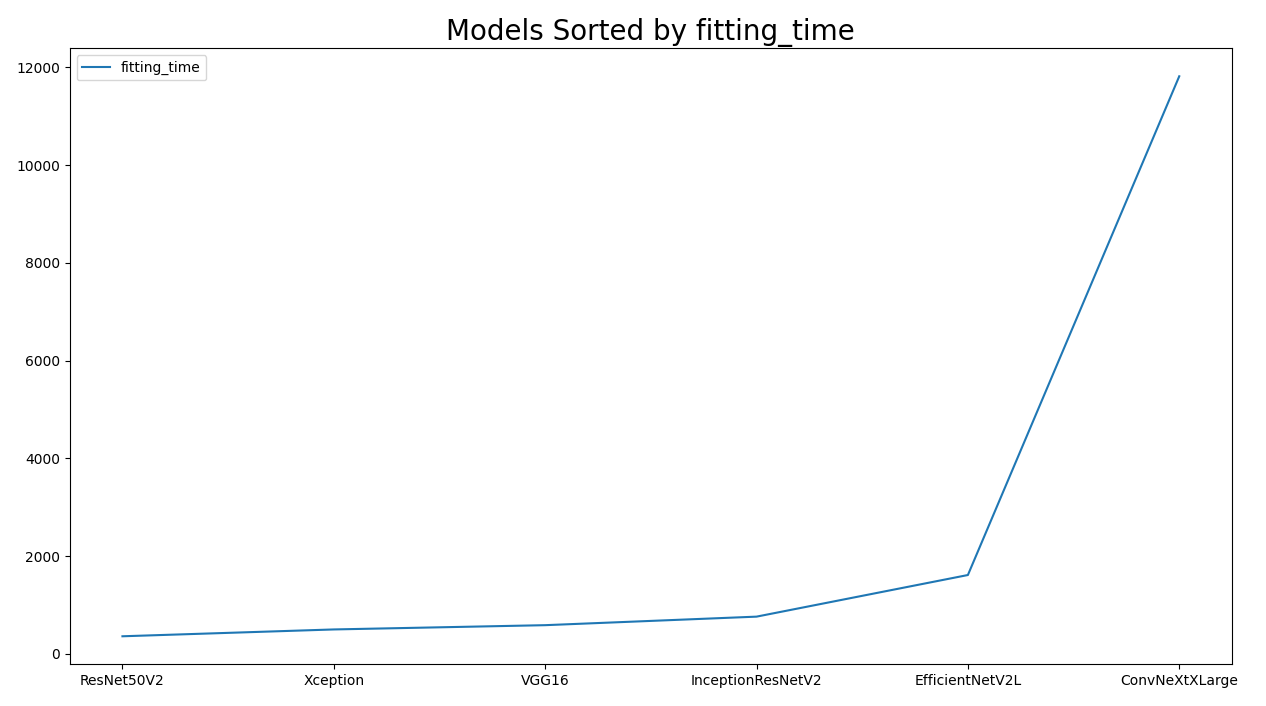 Models Sorted by fitting_time
fitting_time
12000
10000
8000
6000
4000
2000
0
ResNet50V2 Xception VGG16 InceptionResNetV2 EfficientNetV2L ConvNeXtXLarge